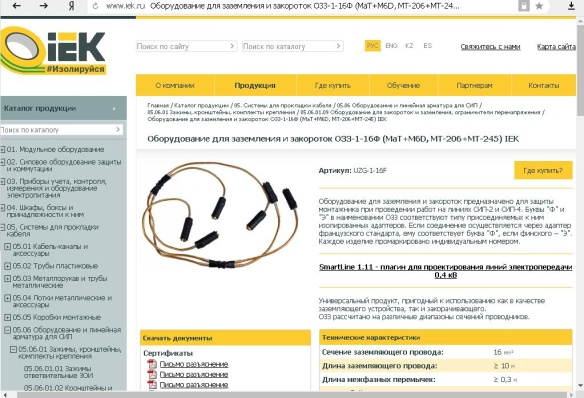 www.iek.ru Оборудование для заземления и закороток ОЗЗ-1-16Ф (МаТ+М6D, МТ-206+МТ-24...
iEK
#Изолируйся
Поиск по сайту
Поиск по каталогу
РУС ENG KZ ES
Свяжитесь с нами
Карта сайта
О компании
Продукция
Где купить
Обучение
Партнерам
Контакты
Каталог продукции
Поиск по каталогу
01. Модульное оборудование
02. Силовое оборудование защиты
и коммутации
03. Приборы учета, контроля,
измерения и оборудование
электропитания
04. Шкафы, боксы и
принадлежности к ним
05. Системы для прокладки
кабеля
05.01 Кабель-каналы и
аксессуары
05.02 Трубы пластиковые
05.03 Металлорукав и трубы
металлические
05.04 Лотки металлические и
аксессуары
05.05 Коробки монтажные
05.06 Оборудование и линейная
арматура для СИП
05.06.01 Зажимы, кронштейны,
комплекты крепления
05.06.01.01 Зажимы
ответвительные ЗОИ
05.06.01.02 Кронштейны и
Главная / Каталог продукции / 05. Системы для прокладки кабеля / 05.06 Оборудование и линейная арматура для СИП /
05.06.01 Зажимы, кронштейны, комплекты крепления / 05.06.01.09 Оборудование для закороток и заземления, ограничители перенапряжения /
Оборудование для заземления и закороток ОЗЗ-1-16Ф (МаТ+М6D, МТ-206+МТ-245) IEK
Оборудование для заземления и закороток ОЗЗ-1-16Ф (МаТ+М6D, МТ-206+МТ-245) IEK
Артикул: UZG-1-16F
Где купить?
Оборудование для заземления и закороток предназначено для защиты
монтажника при проведении работ на линиях СИП-2 и СИП-4. Буквы "Ф" и
"Э" в наименовании ОЗЗ соответствуют типу присоединяемых к ним
изолированных адаптеров. Если соединение осуществляется через адаптер
французского стандарта, ему соответствует буква "Ф", если финского – "Э".
Каждое изделие промаркировано индивидуальным номером.
SmartLine 1.11 - плагин для проектирования линий электропередачи
0,4 кВ
Универсальный продукт, пригодный к использованию как в качестве
заземляющего устройства, так и закорачивающего.
ОЗЗ рассчитано на различные диапазоны сечений проводников.
Скачать документы
Сертификаты
Письмо разъяснение
Письмо разъяснение
Письмо разъяснение
Технические характеристики
Сечение заземляющего провода: 16 мм²
Длина заземляющего провода: ≥ 10 м
Длина межфазных перемычек: ≥ 0,3 м